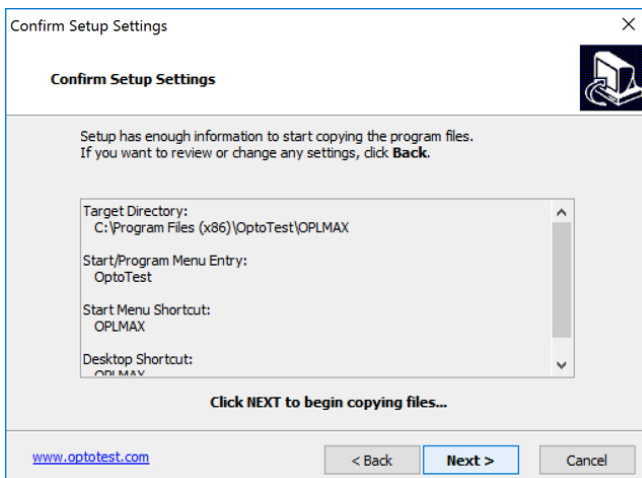 Confirm Setup Settings
Confirm Setup Settings
Setup has enough information to start copying the program files.
If you want to review or change any settings, click Back.
Target Directory:
C:\Program Files (x86)\OptoTest\OPLMAX
Start/Program Menu Entry:
OptoTest
Start Menu Shortcut:
OPLMAX
Desktop Shortcut:
OPLMAX
Click NEXT to begin copying files...
www.optotest.com
< Back
Next >
Cancel